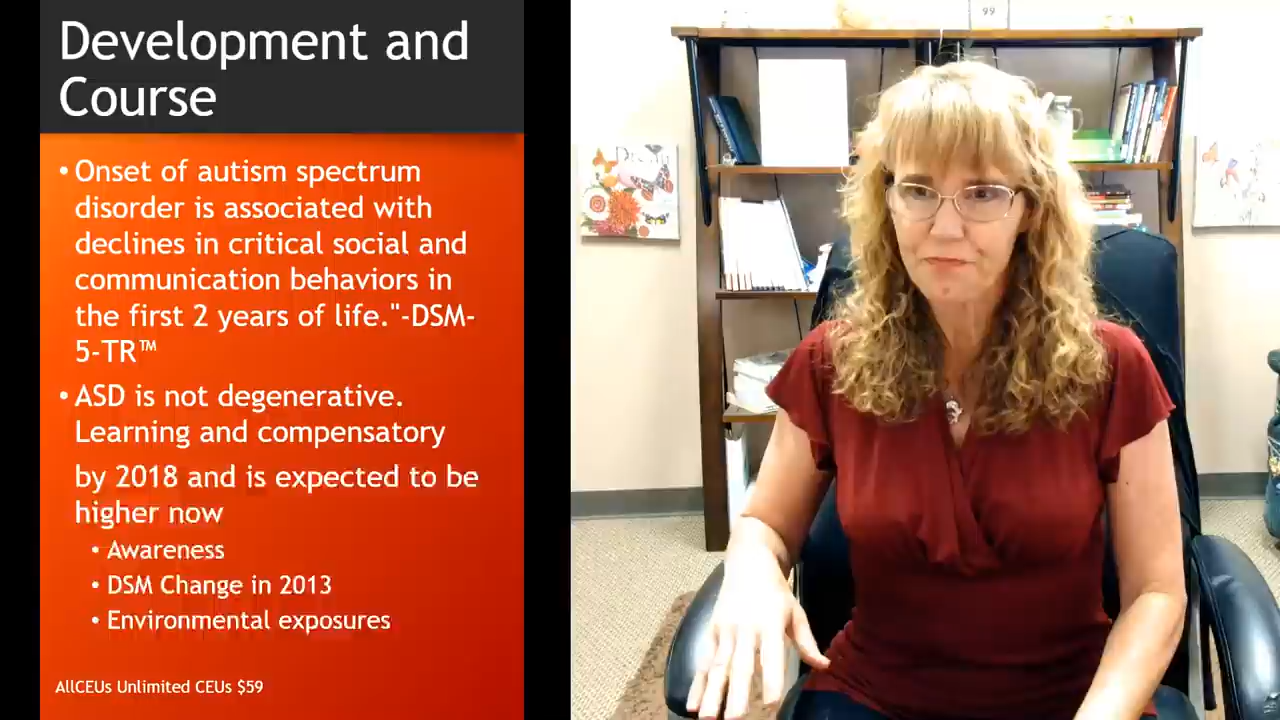 Development and
Course
• Onset of autism spectrum
disorder is associated with
declines in critical social and
communication behaviors in
the first 2 years of life."-DSM-
5-TR™
• ASD is not degenerative.
Learning and compensatory
by 2018 and is expected to be
higher now
• Awareness
• DSM Change in 2013
• Environmental exposures
AllCEUs Unlimited CEUs $59
99